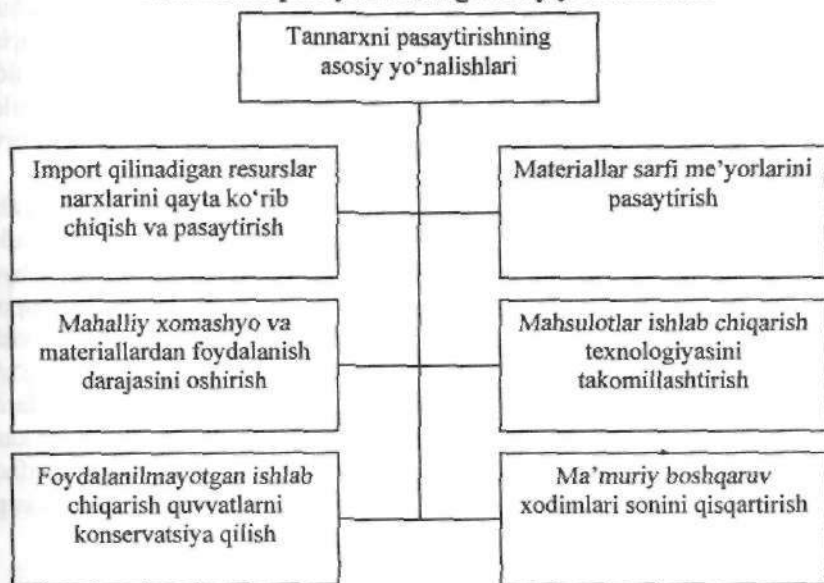 Tannarxni pasaytirishning
asosiy yo‘nalishlari
Import qilinadigan resurslar
narxlarini qayta ko‘rib
chiqish va pasaytirish
Materiallar sarfi me’yorlarini
pasaytirish
Mahalliy xomashyo va
materiallardan foydalanish
darajasini oshirish
Mahsulotlar ishlab chiqarish
texnologiyasini
takomillashtirish
Foydalanilmayotgan ishlab
chiqarish quvvatlarni
konservatsiya qilish
Ma’muriy boshqaruv
xodimlari sonini qisqartirish